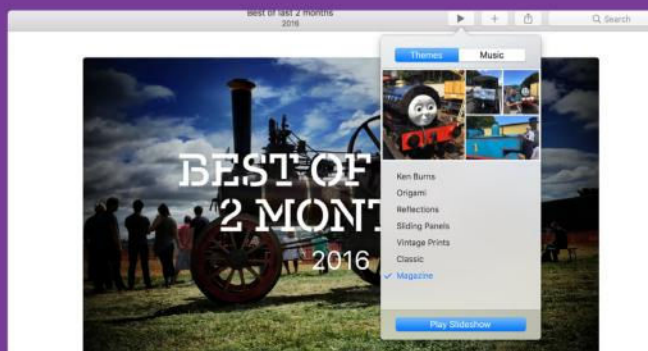 Best of last 2 months
2016
Search
Themes
Music
BEST OF
2 MONT
2016
Ken Burns
Origami
Reflections
Sliding Panels
Vintage Prints
Classic
Magazine
Play Slideshow